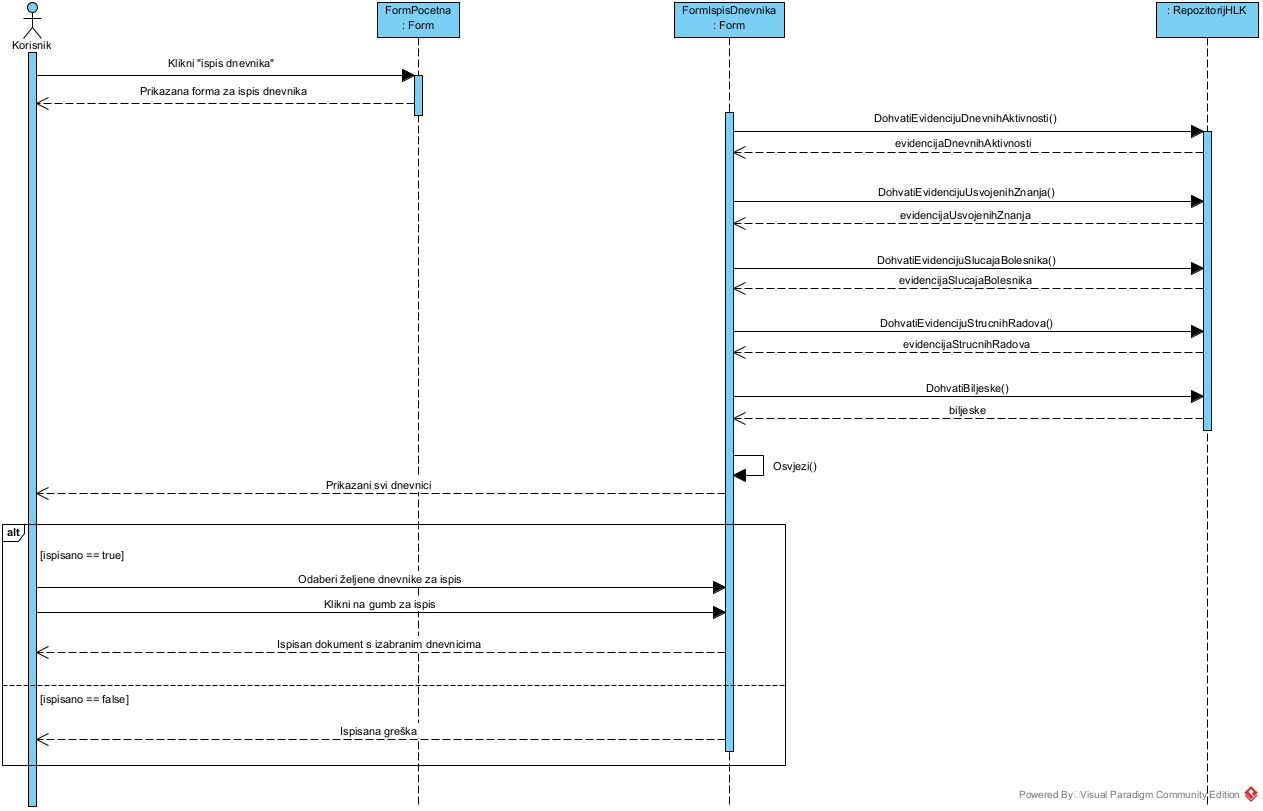 FormPocetna
: Form
FormIspisDnevnika
: Form
: RepozitorijHLK
Korisnik
Klikni "ispis dnevnika"
Prikazana forma za ispis dnevnika
DohvatiEvidencijuDnevnihAktivnosti()
evidencijaDnevnihAktivnosti
DohvatiEvidencijuUsvojenihZnanja()
evidencijaUsvojenihZnanja
DohvatiEvidencijuSlucajaBolesnika()
evidencijaSlucajaBolesnika
DohvatiEvidencijuStrucnihRadova()
evidencijaStrucnihRadova
DohvatiBiljeske()
biljeske
Osvjezi()
Prikazani svi dnevnici
alt
[ispisano == true]
Odaberi željene dnevnike za ispis
Klikni na gumb za ispis
Ispisan dokument s izabranim dnevnicima
[ispisano == false]
Ispisana greška
Powered By Visual Paradigm Community Edition